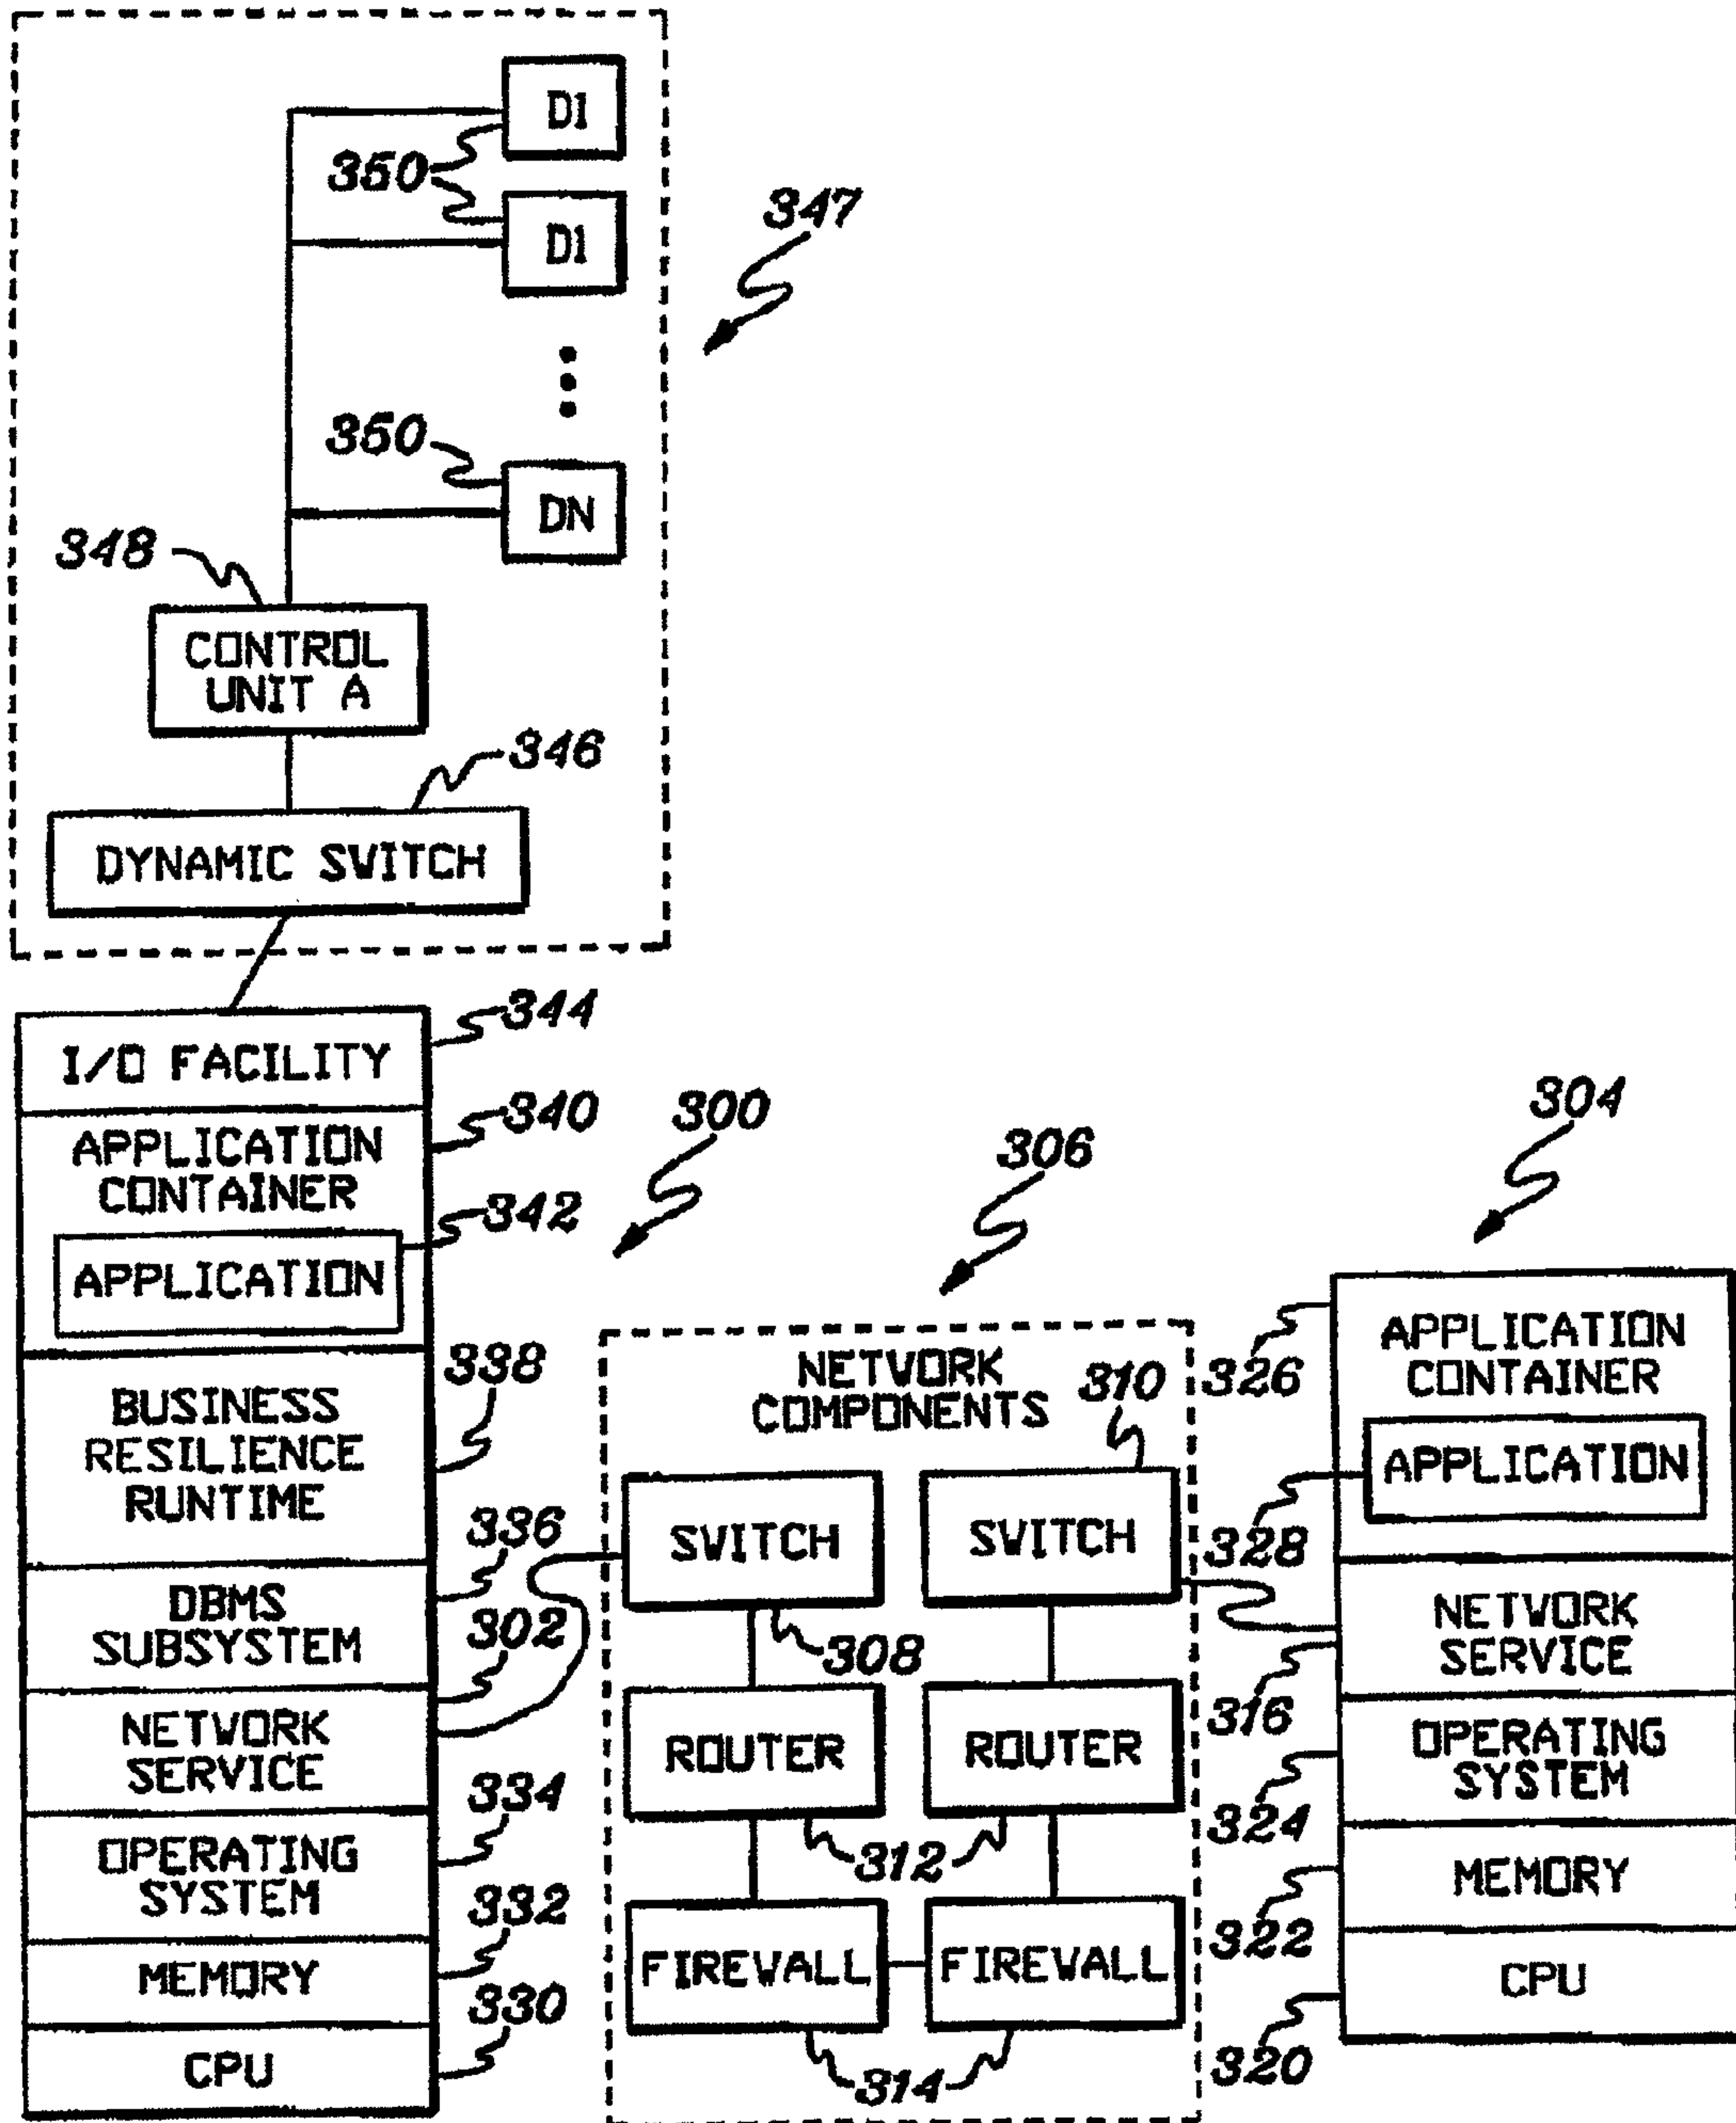 D1
350
D1
347
350
DN
348
CONTROL
UNIT A
346
DYNAMIC SWITCH
344
I/O FACILITY
340
APPLICATION
CONTAINER
342
APPLICATION
338
BUSINESS
RESILIENCE
RUNTIME
336
DBMS
SUBSYSTEM
302
NETWORK
SERVICE
334
OPERATING
SYSTEM
332
MEMORY
330
CPU
300
306
NETWORK
COMPONENTS
310
SWITCH
SWITCH
308
ROUTER
ROUTER
312
FIREWALL
FIREWALL
314
304
326
APPLICATION
CONTAINER
APPLICATION
328
NETWORK
SERVICE
316
OPERATING
SYSTEM
324
MEMORY
322
CPU
320